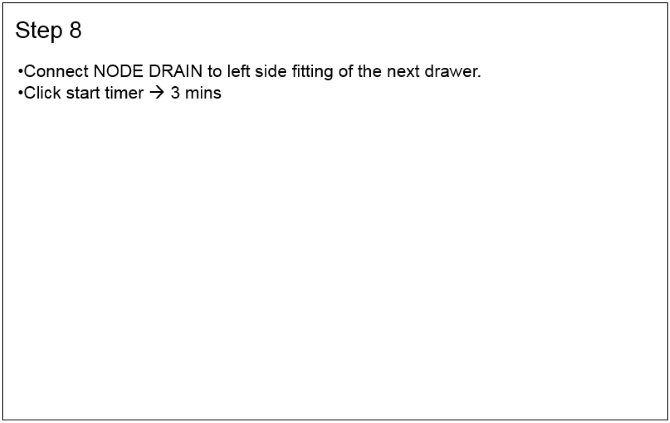 Step 8
•Connect NODE DRAIN to left side fitting of the next drawer.
•Click start timer → 3 mins